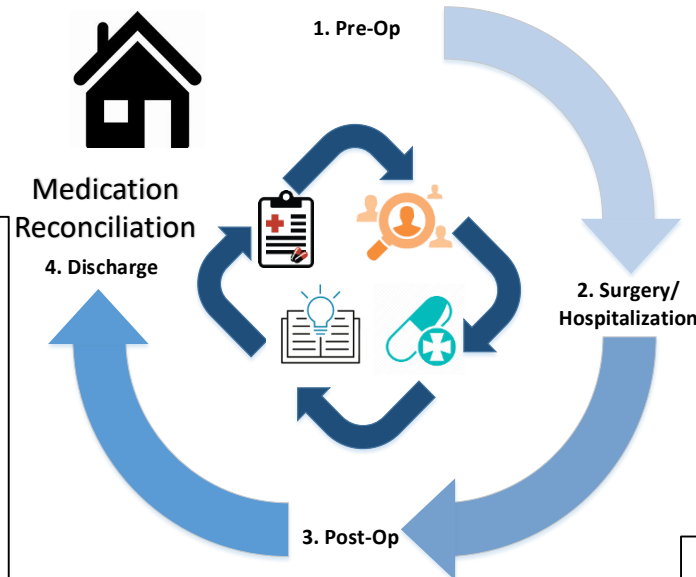 1. Pre-Op
Medication
Reconciliation
4. Discharge
2. Surgery/
Hospitalization
3. Post-Op